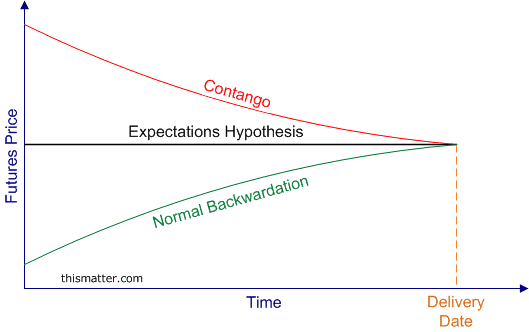 Contango
Expectations Hypothesis
Futures Price
Normal Backwardation
thismatter.com
Time
Delivery
Date